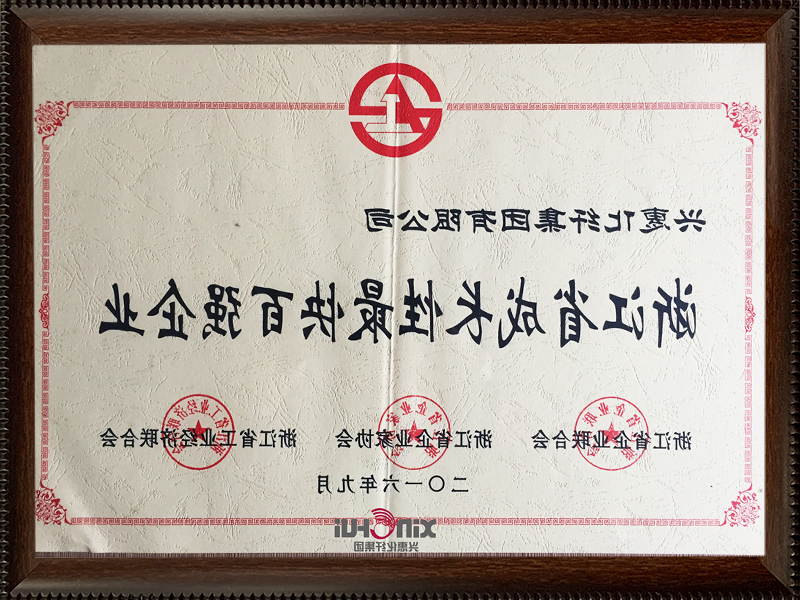 兴惠化纤集团有限公司
浙江省成长性最快百强企业
浙江省企业联合会 浙江省企业家协会 浙江省工业经济联合会
二〇一六年九月
XiNGHUi
兴惠化纤集团